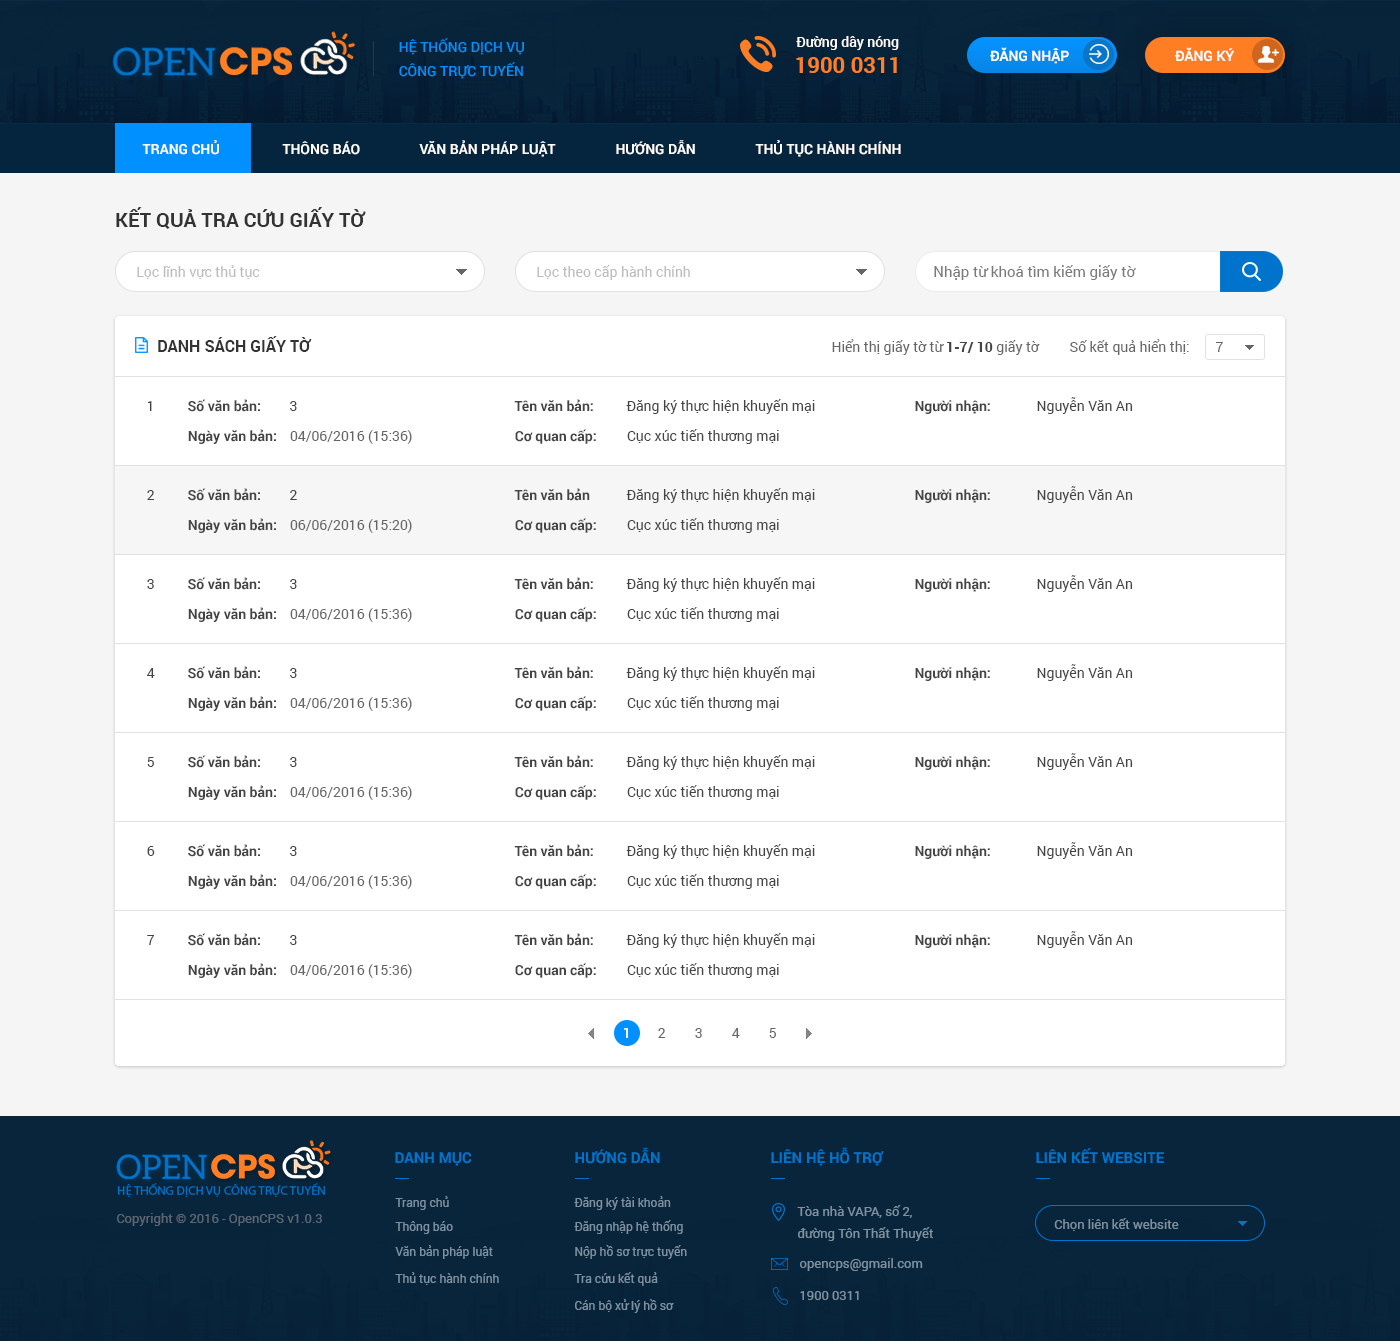 OPENCPS
HỆ THỐNG DỊCH VỤ
CÔNG TRỰC TUYẾN
Đường dây nóng
1900 0311
ĐĂNG NHẬP
ĐĂNG KÝ
TRANG CHỦ THÔNG BÁO VĂN BẢN PHÁP LUẬT HƯỚNG DẪN THỦ TỤC HÀNH CHÍNH
KẾT QUẢ TRA CỨU GIẤY TỜ
Lọc lĩnh vực thủ tục Lọc theo cấp hành chính Nhập từ khoá tìm kiếm giấy tờ
DANH SÁCH GIẤY TỜ Hiển thị giấy tờ từ 1-7/ 10 giấy tờ Số kết quả hiển thị: 7
1 Số văn bản: 3 Tên văn bản: Đăng ký thực hiện khuyến mại Người nhận: Nguyễn Văn An
Ngày văn bản: 04/06/2016 (15:36) Cơ quan cấp: Cục xúc tiến thương mại
2 Số văn bản: 2 Tên văn bản Đăng ký thực hiện khuyến mại Người nhận: Nguyễn Văn An
Ngày văn bản: 06/06/2016 (15:20) Cơ quan cấp: Cục xúc tiến thương mại
3 Số văn bản: 3 Tên văn bản: Đăng ký thực hiện khuyến mại Người nhận: Nguyễn Văn An
Ngày văn bản: 04/06/2016 (15:36) Cơ quan cấp: Cục xúc tiến thương mại
4 Số văn bản: 3 Tên văn bản: Đăng ký thực hiện khuyến mại Người nhận: Nguyễn Văn An
Ngày văn bản: 04/06/2016 (15:36) Cơ quan cấp: Cục xúc tiến thương mại
5 Số văn bản: 3 Tên văn bản: Đăng ký thực hiện khuyến mại Người nhận: Nguyễn Văn An
Ngày văn bản: 04/06/2016 (15:36) Cơ quan cấp: Cục xúc tiến thương mại
6 Số văn bản: 3 Tên văn bản: Đăng ký thực hiện khuyến mại Người nhận: Nguyễn Văn An
Ngày văn bản: 04/06/2016 (15:36) Cơ quan cấp: Cục xúc tiến thương mại
7 Số văn bản: 3 Tên văn bản: Đăng ký thực hiện khuyến mại Người nhận: Nguyễn Văn An
Ngày văn bản: 04/06/2016 (15:36) Cơ quan cấp: Cục xúc tiến thương mại
1 2 3 4 5
OPENCPS
HỆ THỐNG DỊCH VỤ CÔNG TRỰC TUYẾN
Copyright © 2016 - OpenCPS v1.0.3
DANH MỤC
Trang chủ
Thông báo
Văn bản pháp luật
Thủ tục hành chính
HƯỚNG DẪN
Đăng ký tài khoản
Đăng nhập hệ thống
Nộp hồ sơ trực tuyến
Tra cứu kết quả
Cán bộ xử lý hồ sơ
LIÊN HỆ HỖ TRỢ
Tòa nhà VAPA, số 2,
đường Tôn Thất Thuyết
opencps@gmail.com
1900 0311
LIÊN KẾT WEBSITE
Chọn liên kết website